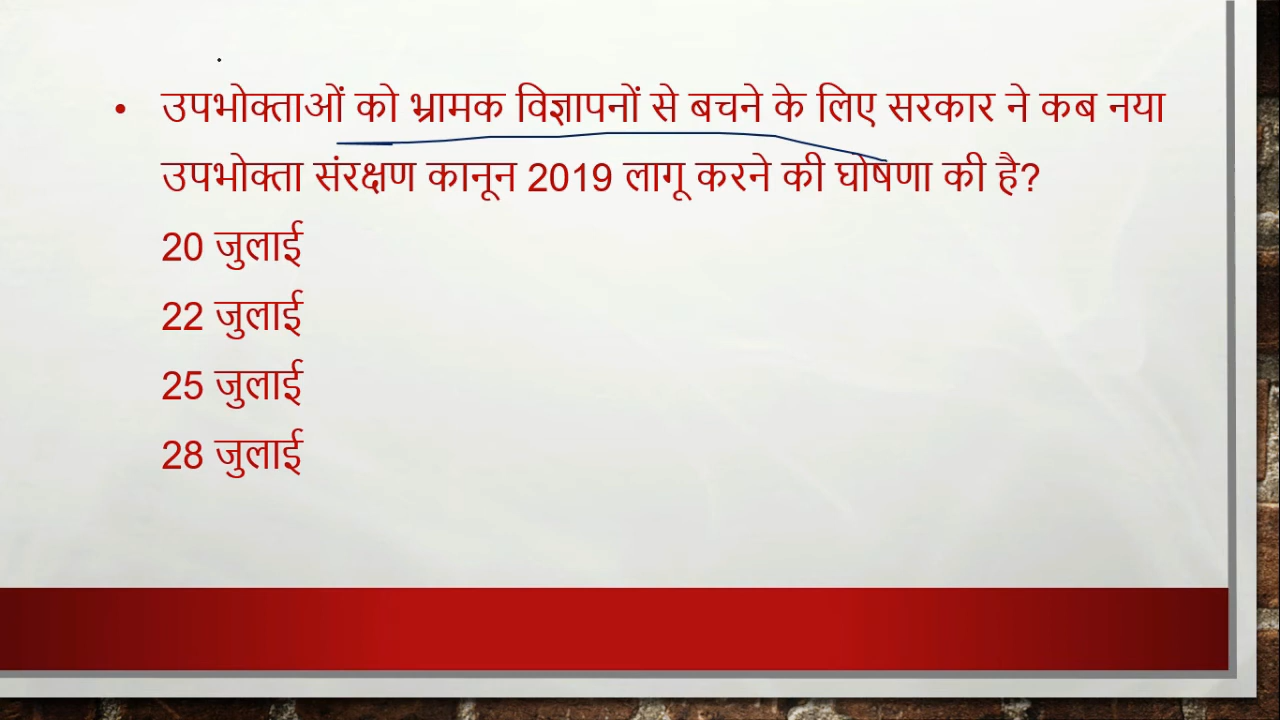 • उपभोक्ताओं को भ्रामक विज्ञापनों से बचने के लिए सरकार ने कब नया
उपभोक्ता संरक्षण कानून 2019 लागू करने की घोषणा की है?
20 जुलाई
22 जुलाई
25 जुलाई
28 जुलाई